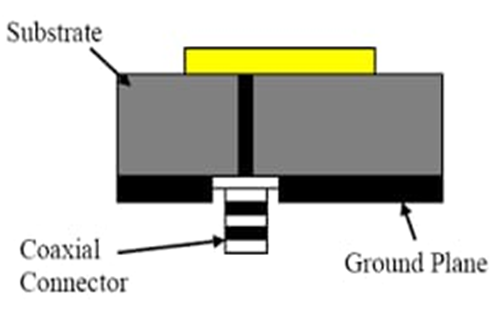 Substrate
Coaxial
Connector
Ground Plane